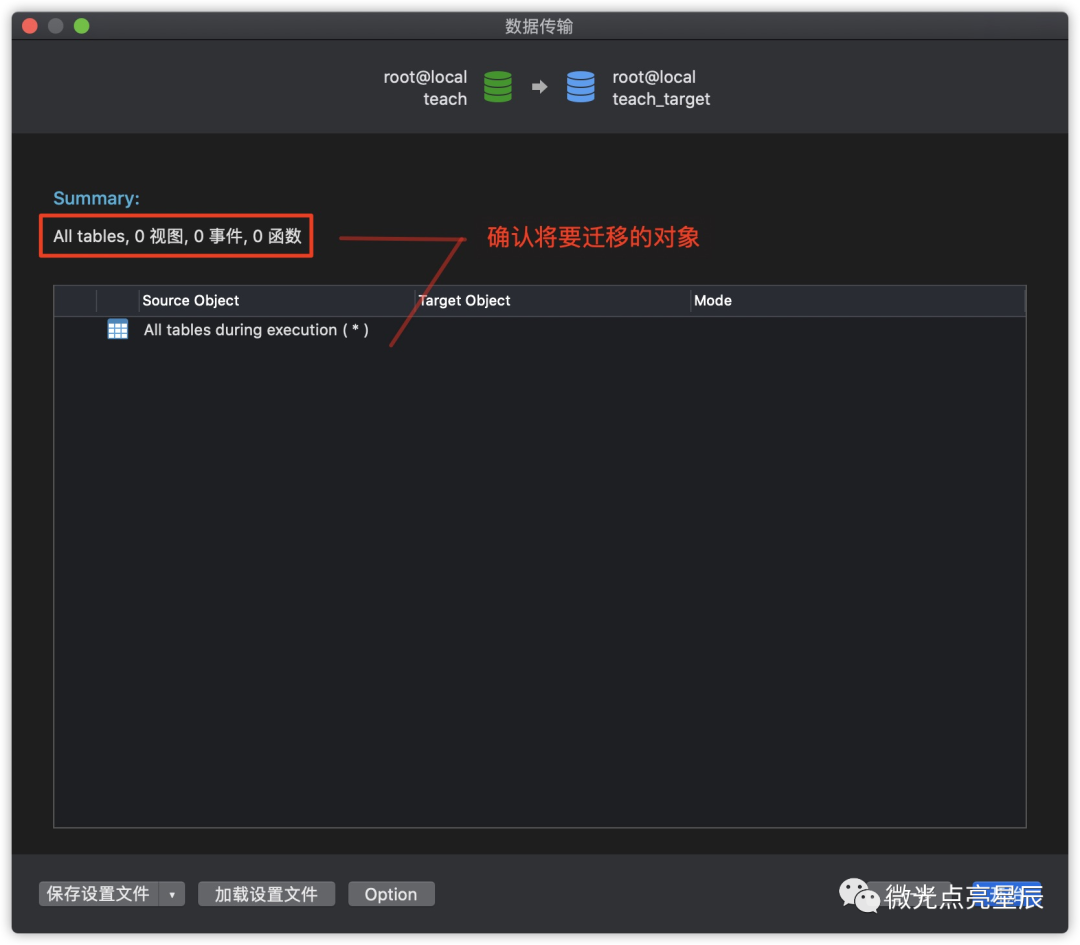 数据传输
root@local
teach
root@local
teach_target
Summary:
All tables, 0 视图, 0 事件, 0 函数
确认将要迁移的对象
Source Object
Target Object
Mode
All tables during execution ( * )
保存设置文件
加载设置文件
Option
微光点亮星辰